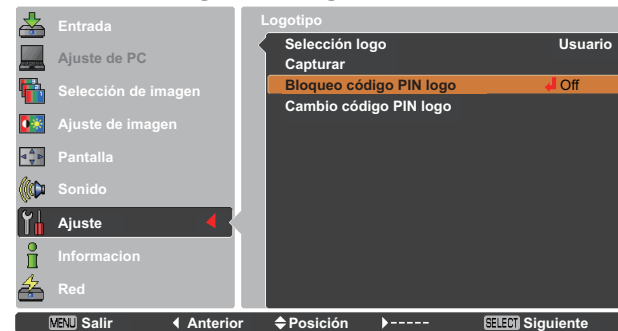 Entrada
Ajuste de PC
Selección de imagen
Ajuste de imagen
Pantalla
Sonido
Ajuste
Informacion
Red
Logotipo
Selección logo Usuario
Capturar
Bloqueo código PIN logo Off
Cambio código PIN logo
MENU Salir Anterior Posición ----- SELECT Siguiente